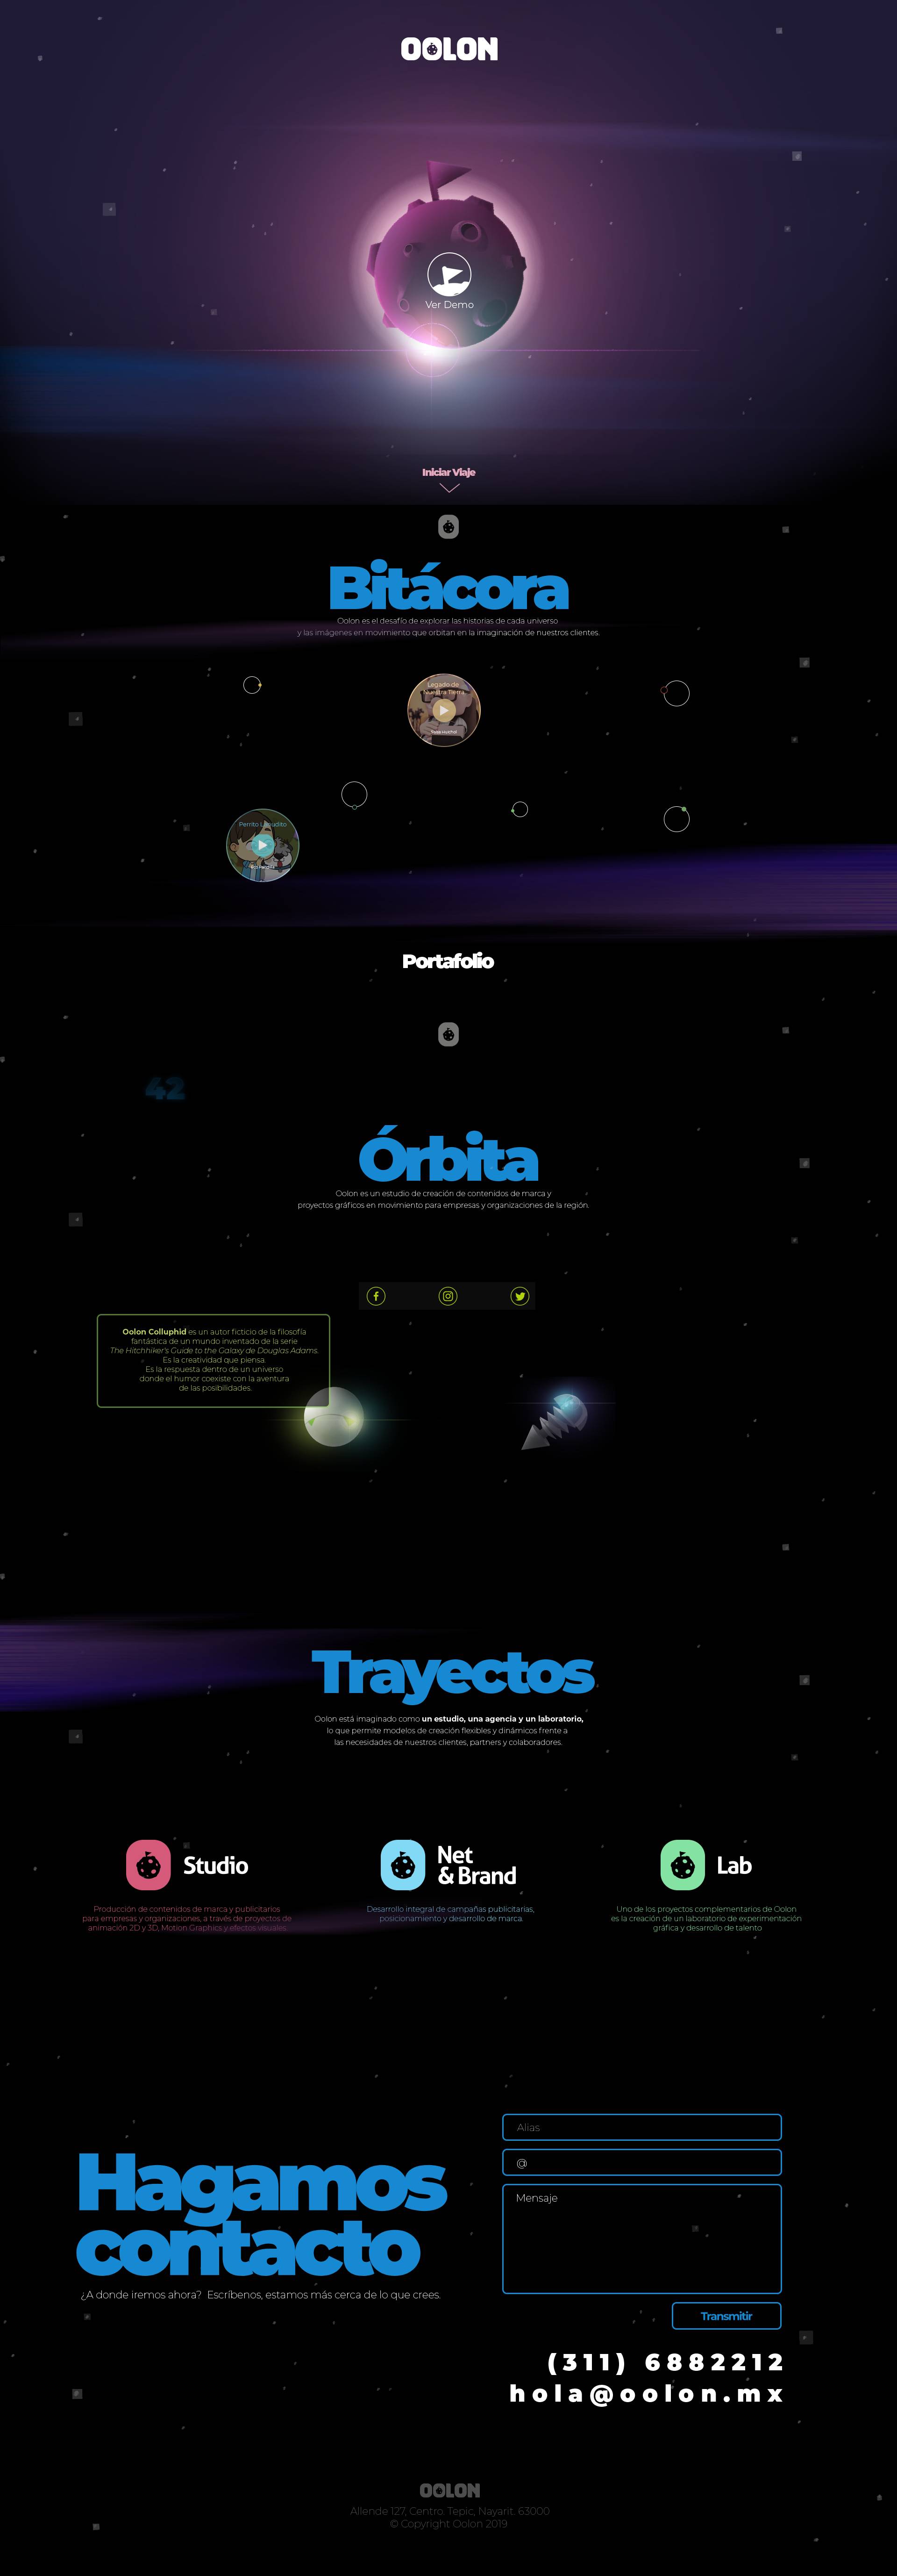 OOLON
Ver Demo
Iniciar Viaje
Bitácora
Oolon es el desafío de explorar las historias de cada universo
y las imágenes en movimiento que orbitan en la imaginación de nuestros clientes.
Legado de
Nuestra Tierra
Perrito Lanudito
Portafolio
42
Órbita
Oolon es un estudio de creación de contenidos de marca y
proyectos gráficos en movimiento para empresas y organizaciones de la región.
Oolon Colluphid es un autor ficticio de la filosofía
fantástica de un mundo inventado de la serie
The Hitchhiker's Guide to the Galaxy de Douglas Adams.
Es la creatividad que piensa.
Es la respuesta dentro de un universo
donde el humor coexiste con la aventura
de las posibilidades.
Trayectos
Oolon está imaginado como un estudio, una agencia y un laboratorio,
lo que permite modelos de creación flexibles y dinámicos frente a
las necesidades de nuestros clientes, partners y colaboradores.
Studio
Producción de contenidos de marca y publicitarios
para empresas y organizaciones, a través de proyectos de
animación 2D y 3D, Motion Graphics y efectos visuales.
Net
& Brand
Desarrollo integral de campañas publicitarias,
posicionamiento y desarrollo de marca.
Lab
Uno de los proyectos complementarios de Oolon
es la creación de un laboratorio de experimentación
gráfica y desarrollo de talento
Hagamos
contacto
¿A donde iremos ahora? Escríbenos, estamos más cerca de lo que crees.
Alias
@
Mensaje
Transmitir
(311) 6882212
hola@oolon.mx
OOLON
Allende 127, Centro. Tepic, Nayarit. 63000
© Copyright Oolon 2019